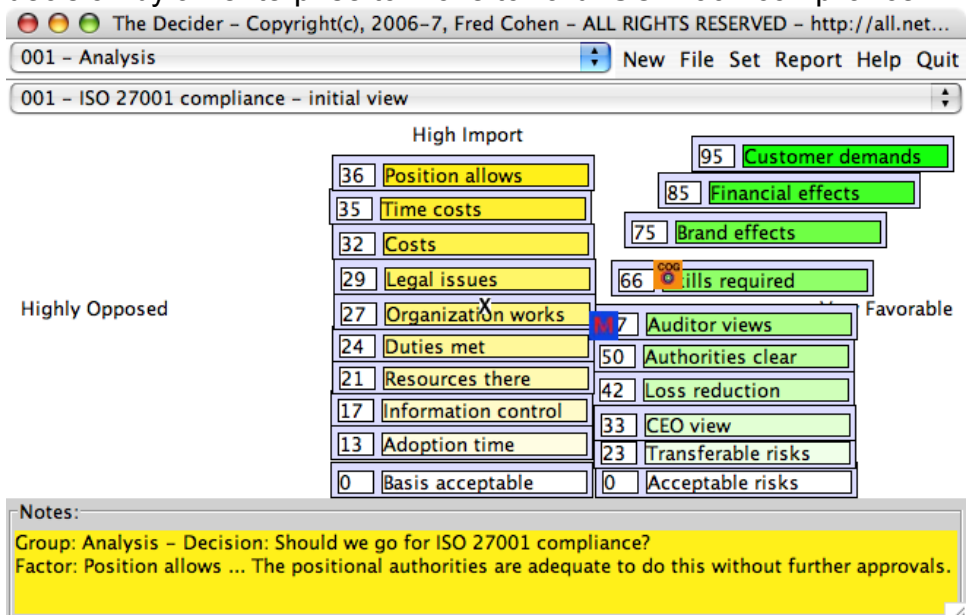 The Decider – Copyright(c), 2006–7, Fred Cohen – ALL RIGHTS RESERVED – http://all.net...
001 – Analysis
New File Set Report Help Quit
001 – ISO 27001 compliance – initial view
High Import
95 Customer demands
36 Position allows
85 Financial effects
35 Time costs
75 Brand effects
32 Costs
29 Legal issues
66 COG ills required
Highly Opposed
Favorable
27 Organization works
X
M 7 Auditor views
24 Duties met
50 Authorities clear
21 Resources there
42 Loss reduction
17 Information control
33 CEO view
13 Adoption time
23 Transferable risks
0 Basis acceptable
0 Acceptable risks
Notes:
Group: Analysis – Decision: Should we go for ISO 27001 compliance?
Factor: Position allows ... The positional authorities are adequate to do this without further approvals.